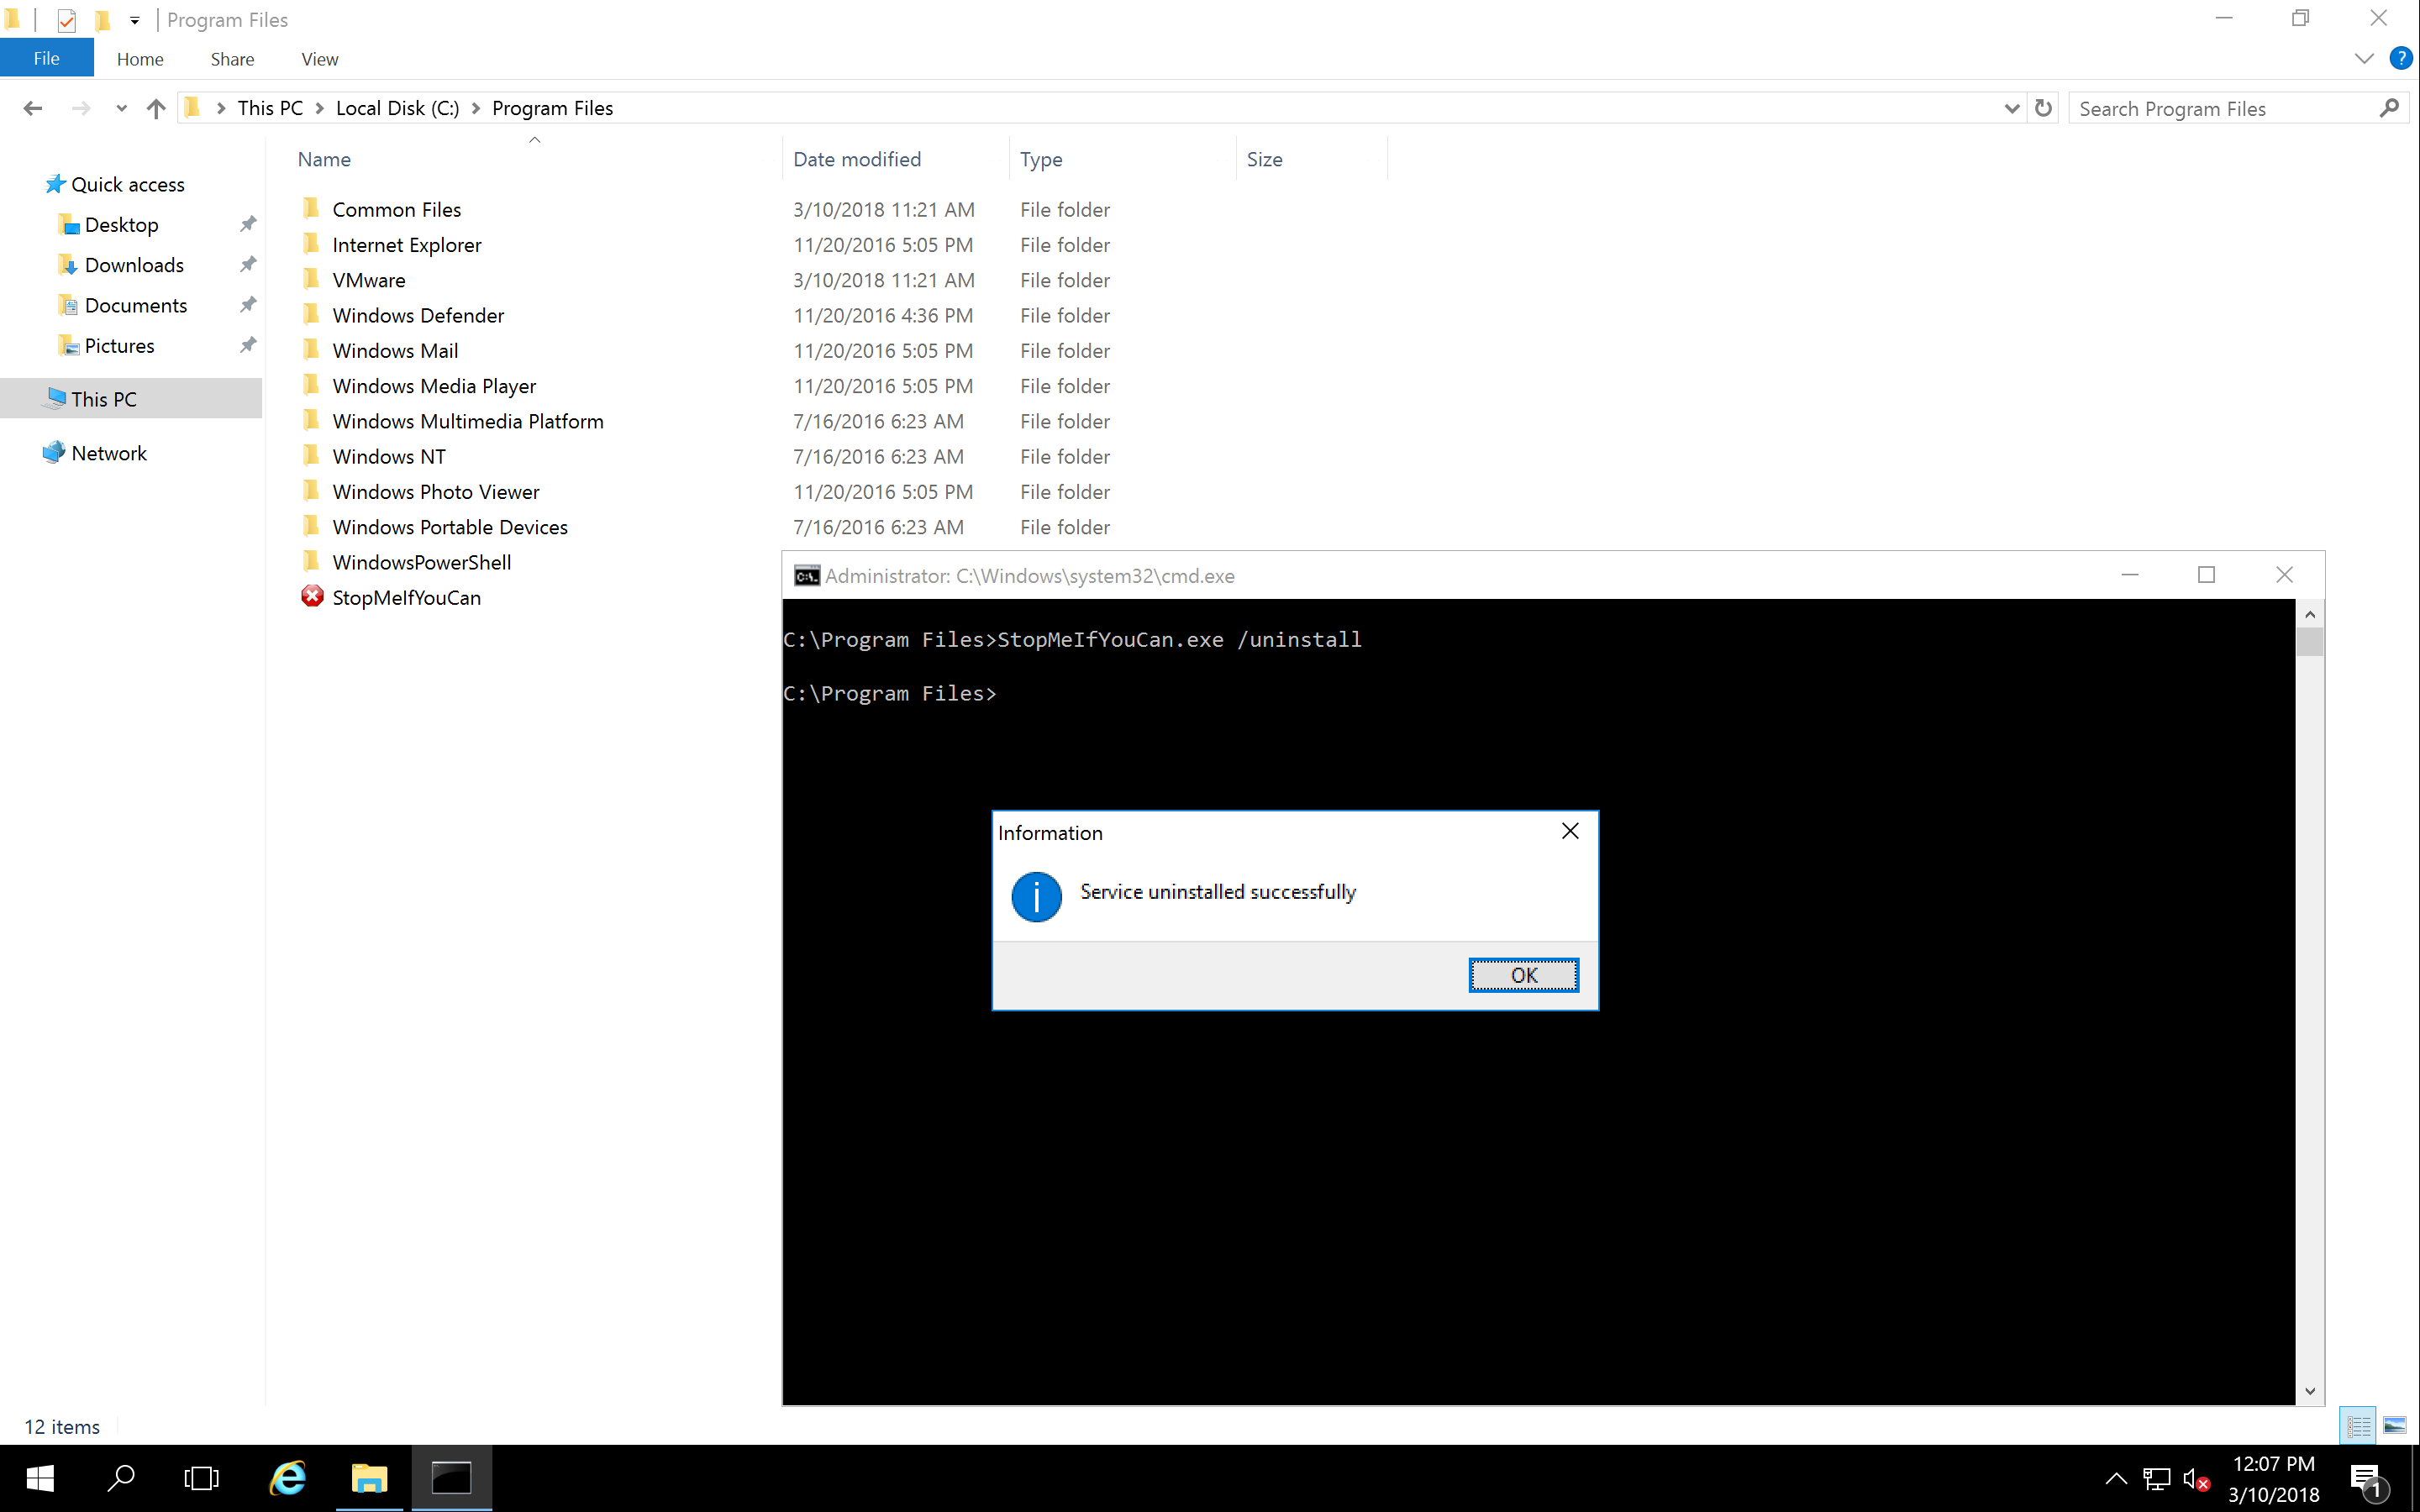 Program Files
File Home Share View
This PC Local Disk (C:) Program Files Search Program Files
Name Date modified Type Size
Quick access
Desktop
Downloads
Documents
Pictures
This PC
Network
Common Files 3/10/2018 11:21 AM File folder
Internet Explorer 11/20/2016 5:05 PM File folder
VMware 3/10/2018 11:21 AM File folder
Windows Defender 11/20/2016 4:36 PM File folder
Windows Mail 11/20/2016 5:05 PM File folder
Windows Media Player 11/20/2016 5:05 PM File folder
Windows Multimedia Platform 7/16/2016 6:23 AM File folder
Windows NT 7/16/2016 6:23 AM File folder
Windows Photo Viewer 11/20/2016 5:05 PM File folder
Windows Portable Devices 7/16/2016 6:23 AM File folder
WindowsPowerShell
StopMeIfYouCan
Administrator: C:\Windows\system32\cmd.exe
C:\Program Files>StopMeIfYouCan.exe /uninstall
C:\Program Files>
Information
Service uninstalled successfully
OK
12 items
12:07 PM
3/10/2018
1